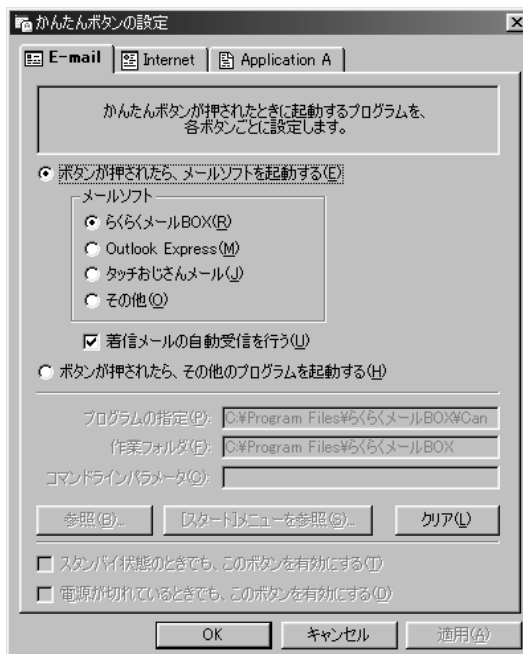 かんたんボタンの設定
E-mail
Internet
Application A
かんたんボタンが押されたときに起動するプログラムを、
各ボタンごとに設定します。
ボタンが押されたら、メールソフトを起動する(E)
メールソフト
らくらくメールBOX(R)
Outlook Express(M)
タッチおじさんメール(J)
その他(O)
着信メールの自動受信を行う(U)
ボタンが押されたら、その他のプログラムを起動する(H)
プログラムの指定(P):
C:¥Program Files¥らくらくメールBOX¥Can
作業フォルダ(F):
C:¥Program Files¥らくらくメールBOX
コマンドラインパラメータ(C):
参照(B)...
[スタート]メニューを参照(S)...
クリア(L)
スタンバイ状態のときでも、このボタンを有効にする(T)
電源が切れているときでも、このボタンを有効にする(D)
OK
キャンセル
適用(A)